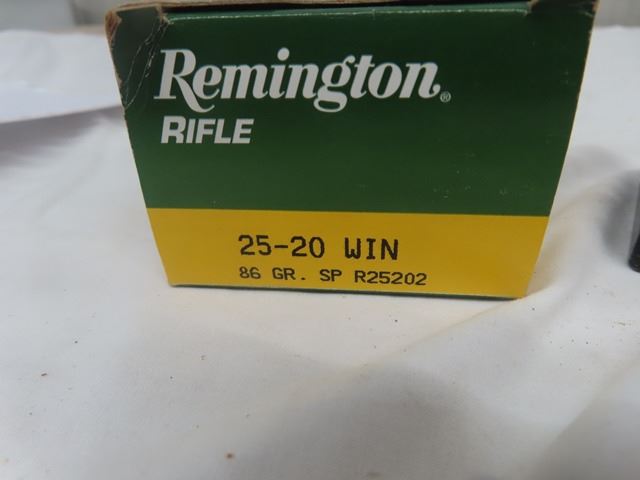 Remington®
RIFLE
25-20 WIN
86 GR. SP R25202